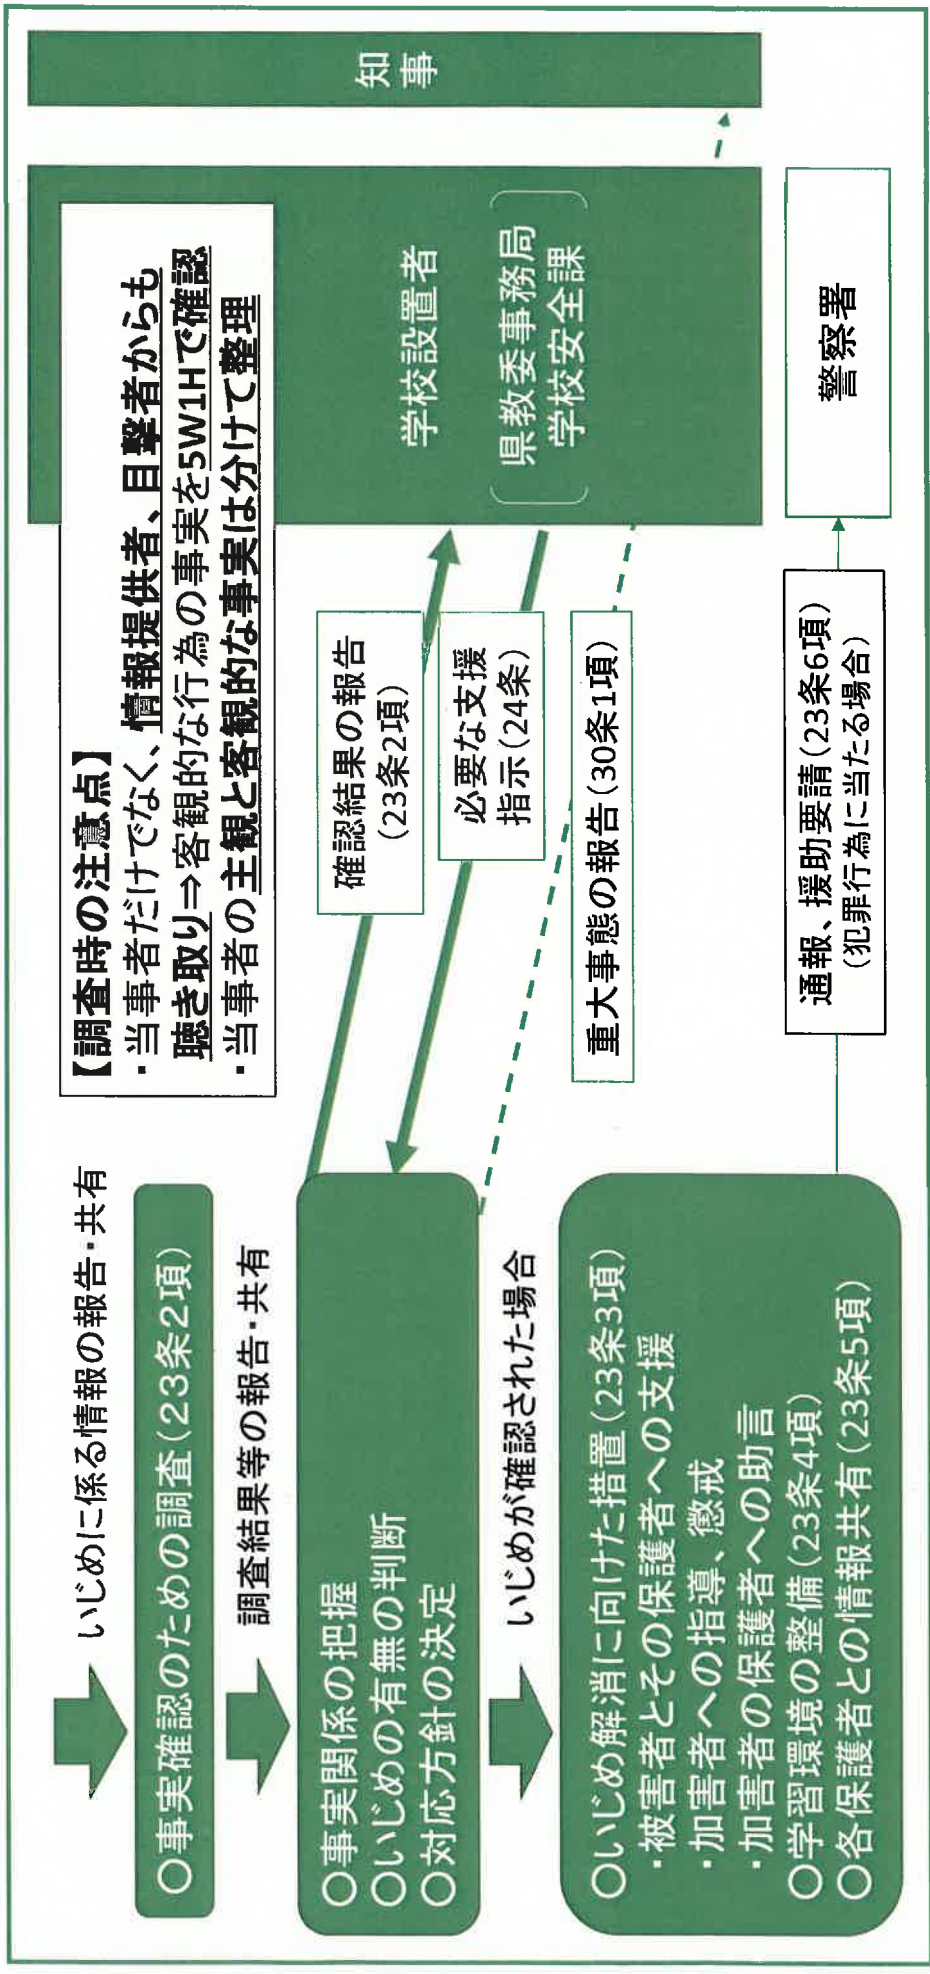 いじめに係る情報の報告・共有
〇事実確認のための調査(23条2項)
調査結果等の報告・共有
〇事実関係の把握
〇いじめの有無の判断
〇対応方針の決定
いじめが確認された場合
〇いじめ解消に向けた措置(23条3項)
・被害者とその保護者への支援
・加害者への指導、懲戒
・加害者の保護者への助言
〇学習環境の整備(23条4項)
〇各保護者との情報共有(23条5項)
【調査時の注意点】
・当事者だけでなく、情報提供者、目撃者からも
聴き取り⇒客観的な行為の事実を5W1Hで確認
・当事者の主観と客観的な事実は分けて整理
確認結果の報告
(23条2項)
必要な支援
指示(24条)
重大事態の報告(30条1項)
通報、援助要請(23条6項)
(犯罪行為に当たる場合)
学校設置者
県教委事務局
学校安全課
警察署
知事